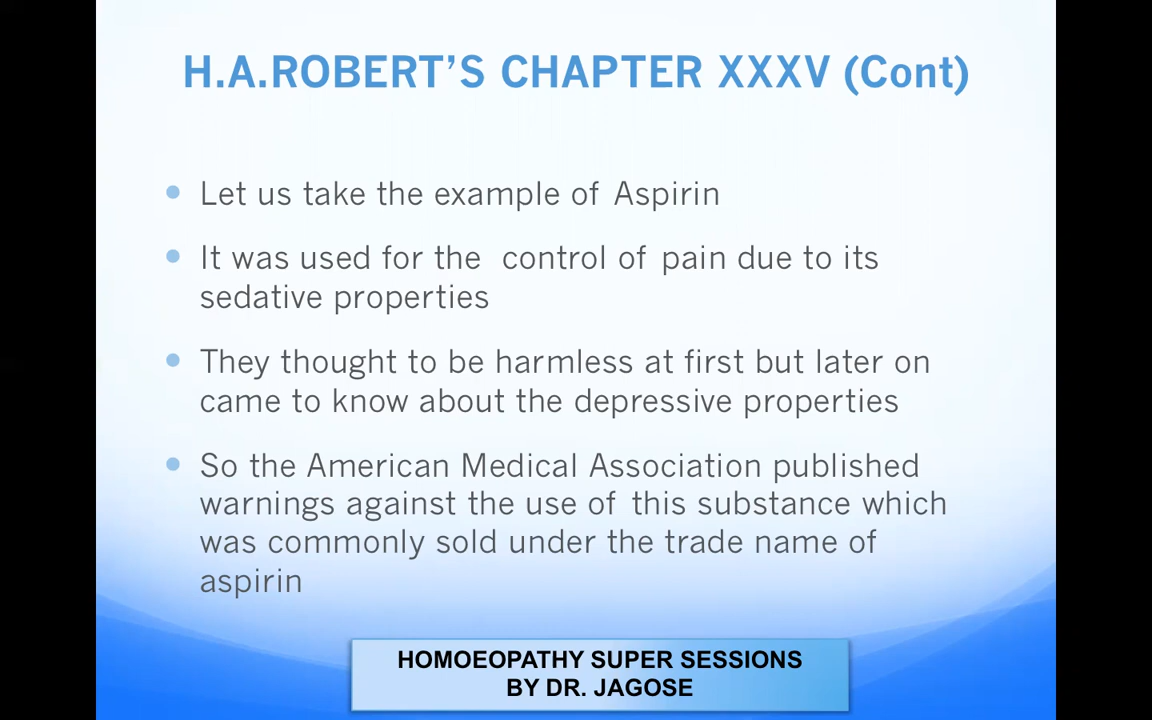 H.A.ROBERT'S CHAPTER XXXV (Cont)
Let us take the example of Aspirin
It was used for the control of pain due to its
sedative properties
They thought to be harmless at first but later on
came to know about the depressive properties
So the American Medical Association published
warnings against the use of this substance which
was commonly sold under the trade name of
aspirin
HOMOEOPATHY SUPER SESSIONS
BY DR. JAGOSE